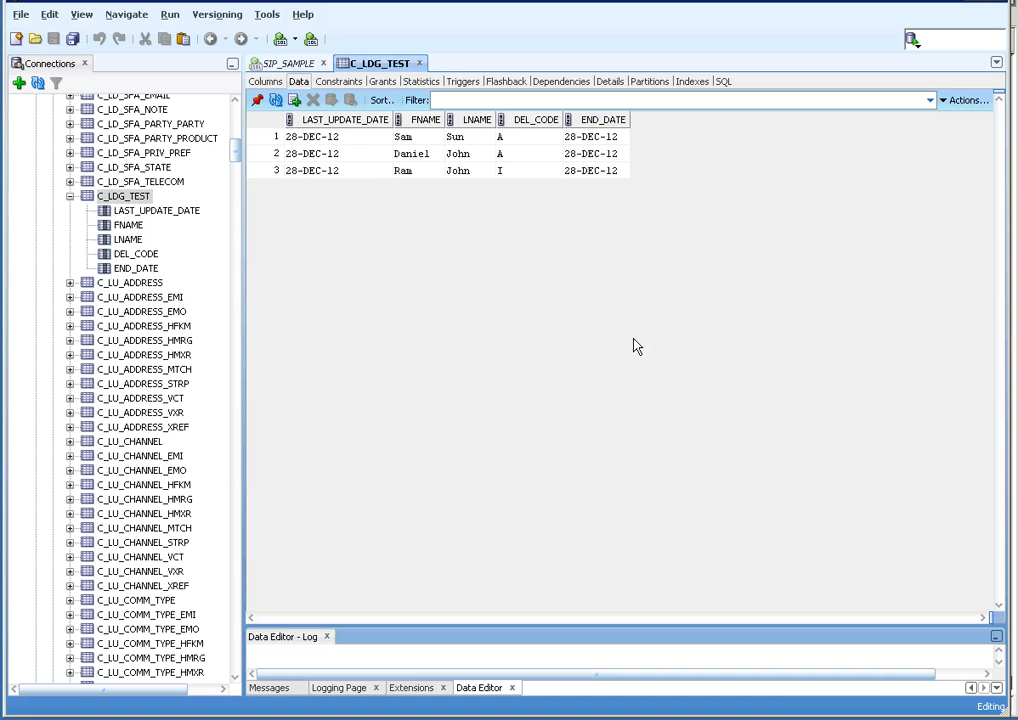 File Edit View Navigate Run Versioning Tools Help
Connections
C_LD_SFA_EMAIL
C_LD_SFA_NOTE
C_LD_SFA_PARTY_PARTY
C_LD_SFA_PARTY_PRODUCT
C_LD_SFA_PRIV_PREF
C_LD_SFA_STATE
C_LD_SFA_TELECOM
C_LDG_TEST
LAST_UPDATE_DATE
FNAME
LNAME
DEL_CODE
END_DATE
C_LU_ADDRESS
C_LU_ADDRESS_EMI
C_LU_ADDRESS_EMO
C_LU_ADDRESS_HFKM
C_LU_ADDRESS_HMRG
C_LU_ADDRESS_HMXR
C_LU_ADDRESS_MTCH
C_LU_ADDRESS_STRP
C_LU_ADDRESS_VCT
C_LU_ADDRESS_VXR
C_LU_ADDRESS_XREF
C_LU_CHANNEL
C_LU_CHANNEL_EMI
C_LU_CHANNEL_EMO
C_LU_CHANNEL_HFKM
C_LU_CHANNEL_HMRG
C_LU_CHANNEL_HMXR
C_LU_CHANNEL_MTCH
C_LU_CHANNEL_STRP
C_LU_CHANNEL_VCT
C_LU_CHANNEL_VXR
C_LU_CHANNEL_XREF
C_LU_COMM_TYPE
C_LU_COMM_TYPE_EMI
C_LU_COMM_TYPE_EMO
C_LU_COMM_TYPE_HFKM
C_LU_COMM_TYPE_HMRG
C_LU_COMM_TYPE_HMXR
SIP_SAMPLE C_LDG_TEST
Columns Data Constraints Grants Statistics Triggers Flashback Dependencies Details Partitions Indexes SQL
Sort.. Filter: Actions...
LAST_UPDATE_DATE FNAME LNAME DEL_CODE END_DATE
1 28-DEC-12 Sam Sun A 28-DEC-12
2 28-DEC-12 Daniel John A 28-DEC-12
3 28-DEC-12 Ram John I 28-DEC-12
Data Editor - Log
Messages Logging Page Extensions Data Editor
Editing